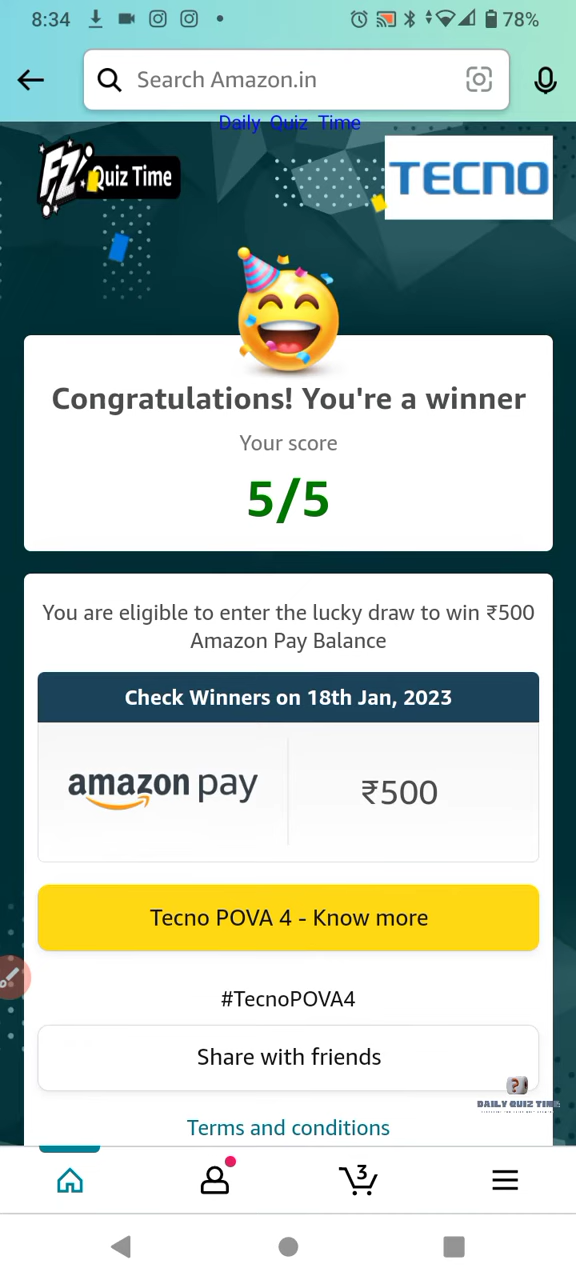 8:34
78%
Search Amazon.in
Daily Quiz Time
FZ Quiz Time
TECNO
Congratulations! You're a winner
Your score
5/5
You are eligible to enter the lucky draw to win ₹500
Amazon Pay Balance
Check Winners on 18th Jan, 2023
amazon pay
₹500
Tecno POVA 4 - Know more
#TecnoPOVA4
Share with friends
?
DAILY QUIZ TIME
Terms and conditions
3